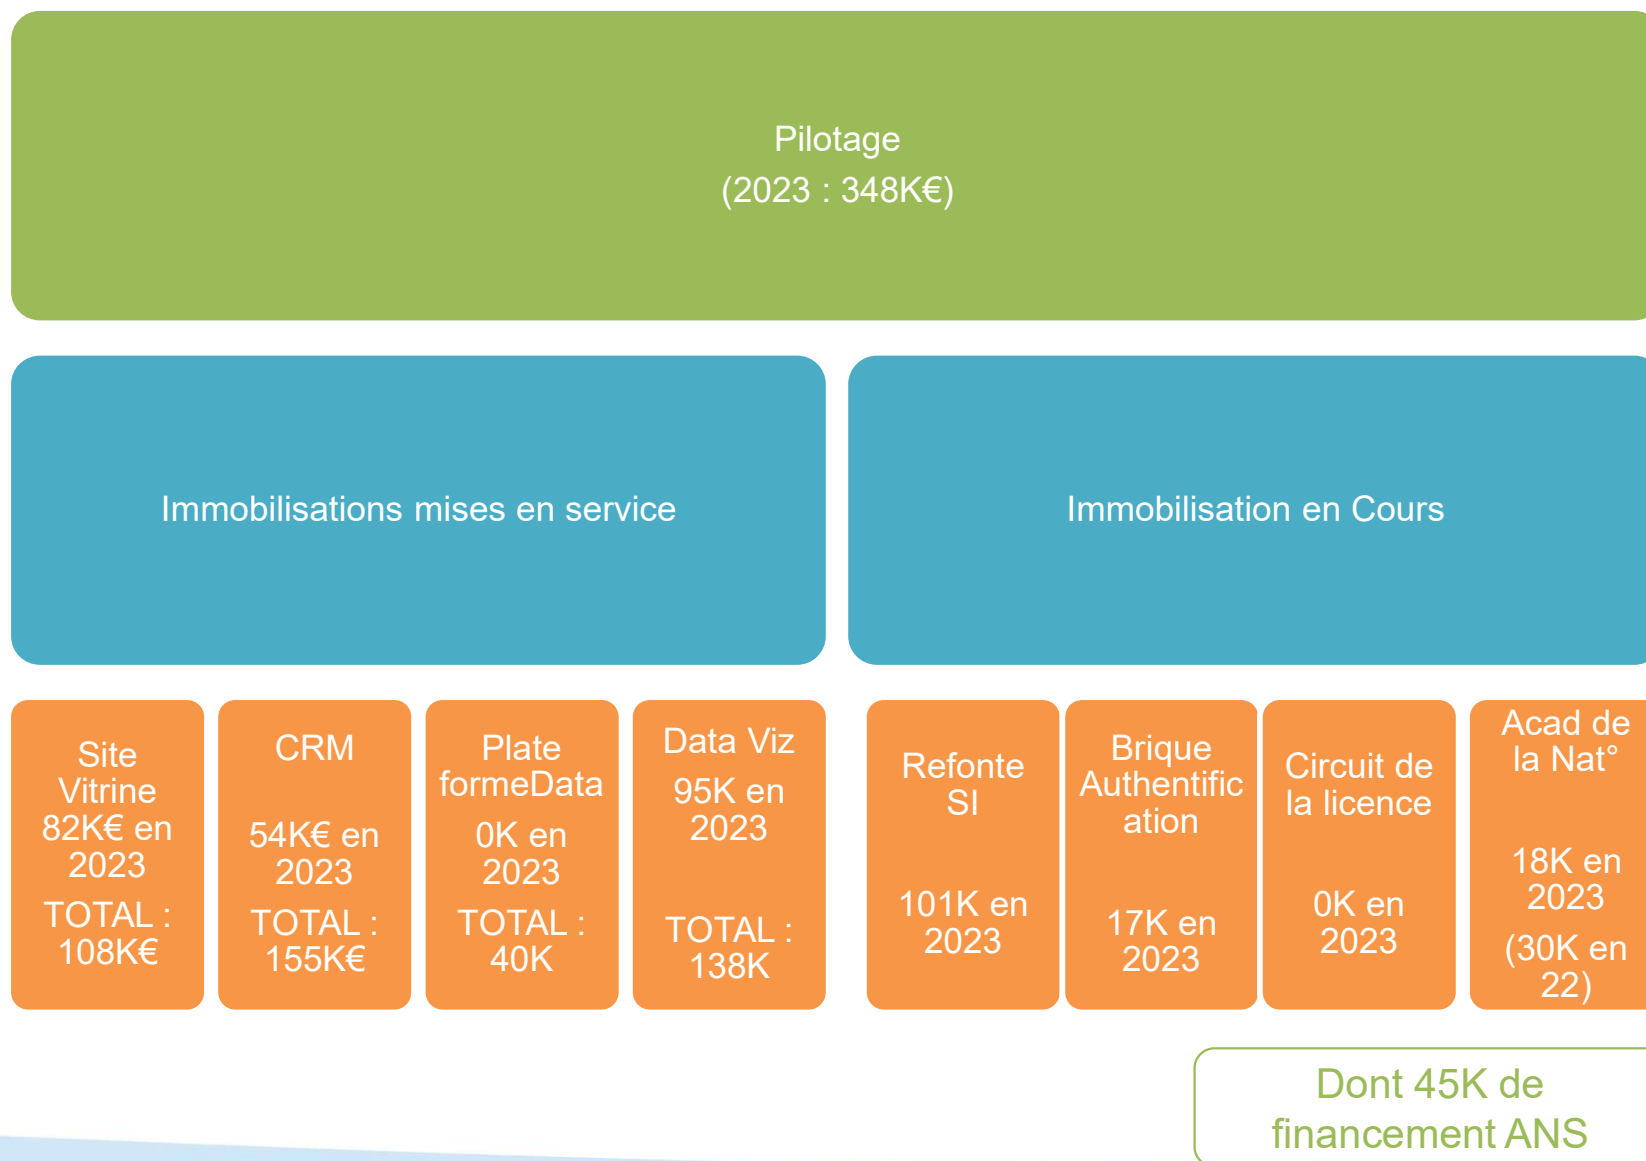 Pilotage
(2023 : 348K€)
Immobilisations mises en service
Immobilisation en Cours
Site
Vitrine
82K€ en
2023
TOTAL :
108K€
CRM
54K€ en
2023
TOTAL :
155K€
Plate
formeData
0K en
2023
TOTAL :
40K
Data Viz
95K en
2023
TOTAL :
138K
Refonte
SI
101K en
2023
Brique
Authentific
ation
17K en
2023
Circuit de
la licence
0K en
2023
Acad de
la Nat°
18K en
2023
(30K en
22)
Dont 45K de
financement ANS